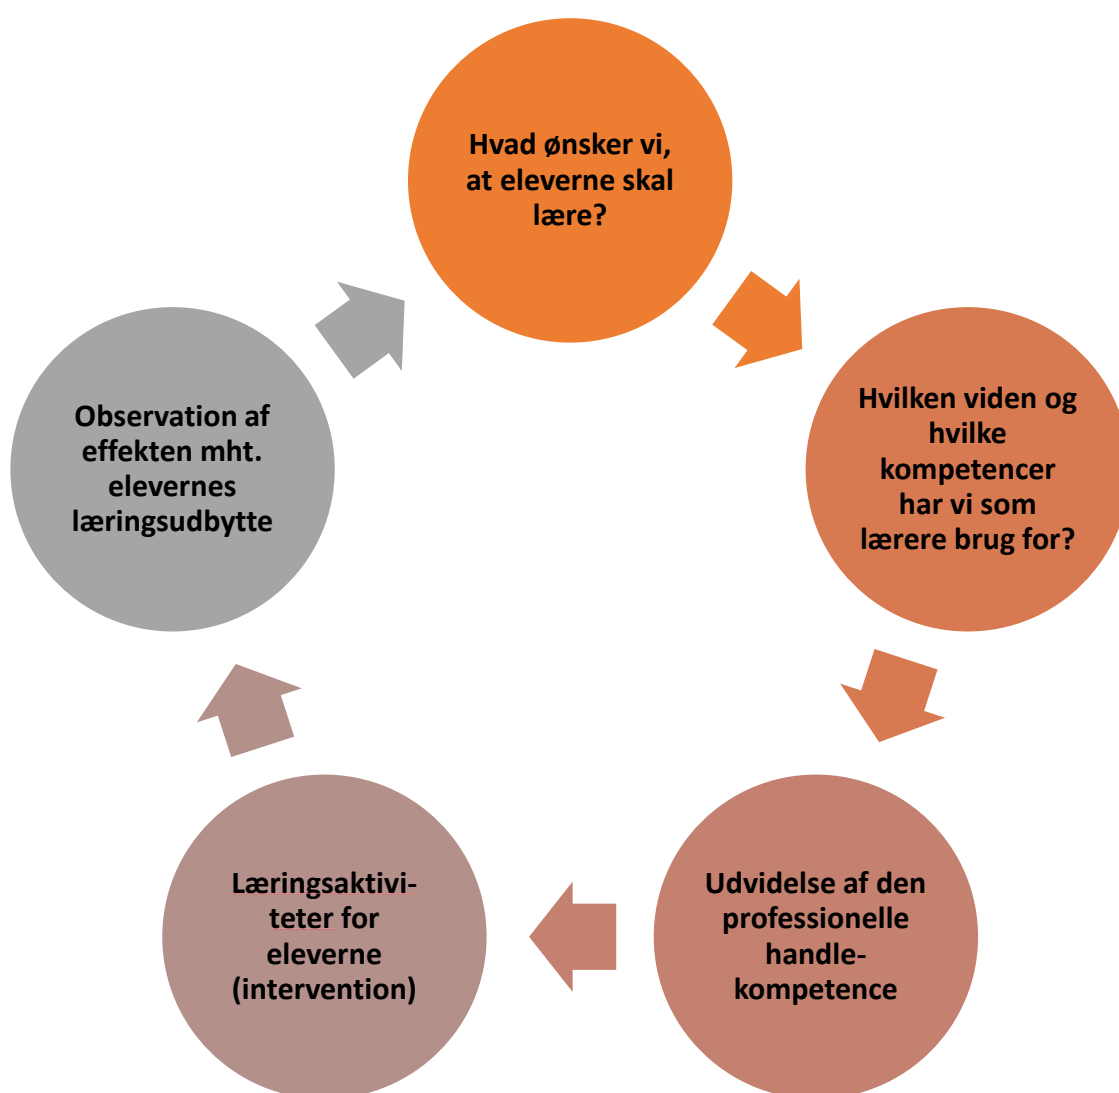 Hvad ønsker vi,
at eleverne skal
lære?
Hvilken viden og
hvilke
kompetencer
har vi som
lærere brug for?
Udvidelse af den
professionelle
handle-
kompetence
Læringsaktivi-
teter for
eleverne
(intervention)
Observation af
effekten mht.
elevernes
læringsudbytte